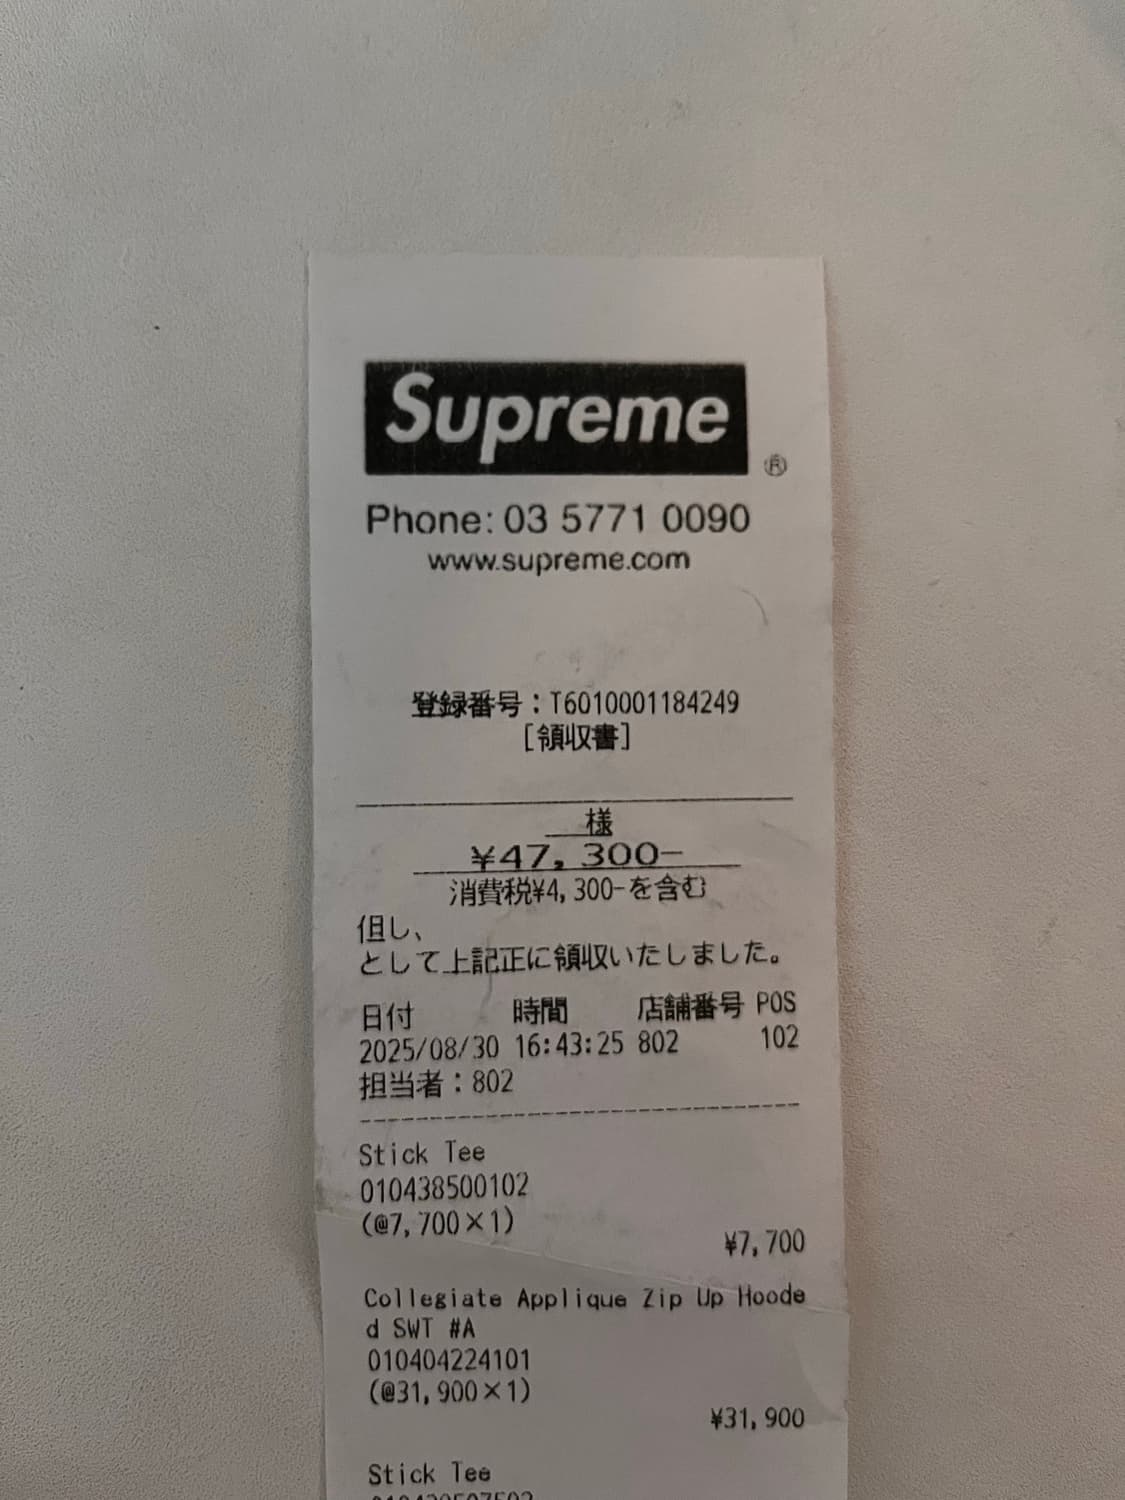 Supreme
®
Phone: 03 5771 0090
www.supreme.com
登録番号：T6010001184249
[領収書]
様
¥47,300-
消費税¥4,300-を含む
但し、
として上記正に領収いたしました。
日付 時間 店舗番号 POS
2025/08/30 16:43:25 802 102
担当者：802
Stick Tee
010438500102
(@7,700×1)
¥7,700
Collegiate Applique Zip Up Hoode
d SWT #A
010404224101
(@31,900×1)
¥31,900
Stick Tee